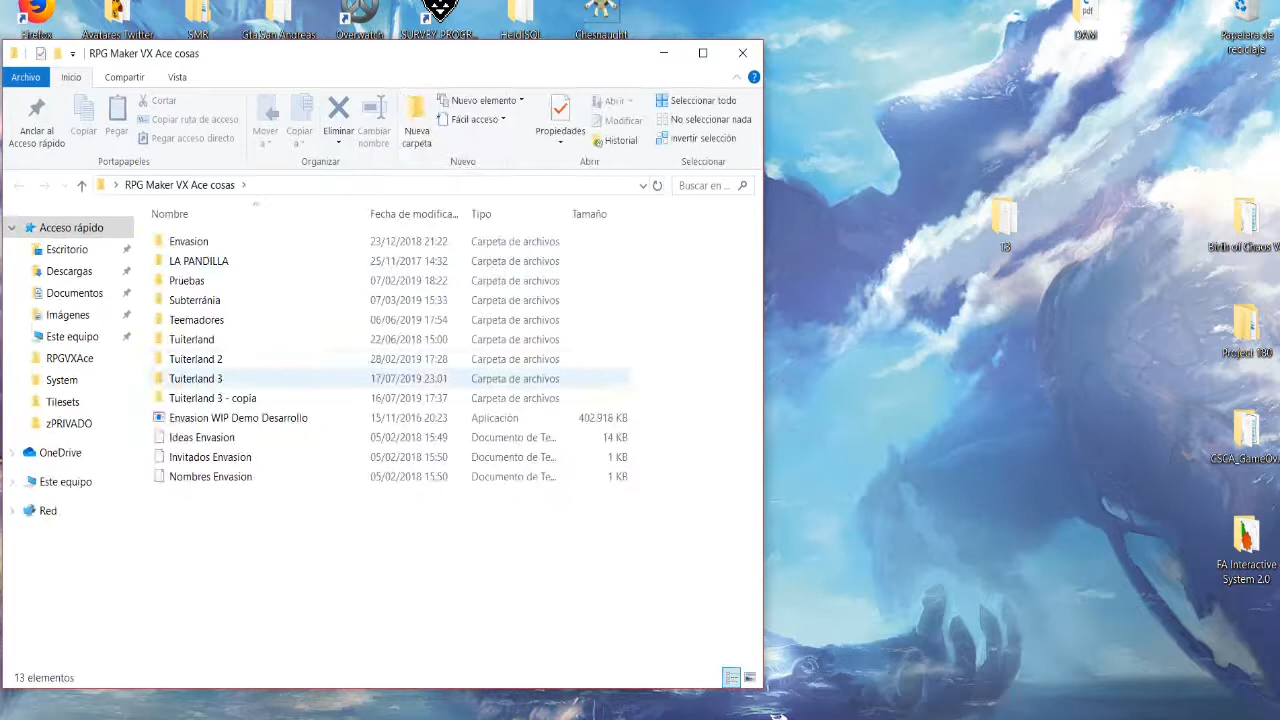 Firefox
Avatares Twitter
SMR
Gta San Andreas
Overwatch
SURVEY_PROGR...
Chesnaught
DAM
Papelera de
reciclaje
RPG Maker VX Ace cosas
Archivo
Inicio
Compartir
Vista
Anclar al
Acceso rápido
Copiar
Pegar
Cortar
Copiar ruta de acceso
Pegar acceso directo
Portapapeles
Mover
a
Copiar
a
Eliminar
Cambiar
nombre
Organizar
Nueva
carpeta
Nuevo elemento
Fácil acceso
Nuevo
Propiedades
Abrir
Modificar
Historial
Abrir
Seleccionar todo
No seleccionar nada
Invertir selección
Seleccionar
RPG Maker VX Ace cosas
Buscar en ...
Nombre Fecha de modifica... Tipo Tamaño
Acceso rápido
Escritorio
Descargas
Documentos
Imágenes
Este equipo
RPGVXAce
System
Tilesets
zPRIVADO
OneDrive
Este equipo
Red
Envasion 23/12/2018 21:22 Carpeta de archivos
LA PANDILLA 25/11/2017 14:32 Carpeta de archivos
Pruebas 07/02/2019 18:22 Carpeta de archivos
Subterránia 07/03/2019 15:33 Carpeta de archivos
Teemadores 06/06/2019 17:54 Carpeta de archivos
Tuiterland 22/06/2018 15:00 Carpeta de archivos
Tuiterland 2 28/02/2019 17:28 Carpeta de archivos
Tuiterland 3 17/07/2019 23:01 Carpeta de archivos
Tuiterland 3 - copia 16/07/2019 17:37 Carpeta de archivos
Envasion WIP Demo Desarrollo 15/11/2016 20:23 Aplicación 402.918 KB
Ideas Envasion 05/02/2018 15:49 Documento de Te... 14 KB
Invitados Envasion 05/02/2018 15:50 Documento de Te... 1 KB
Nombres Envasion 05/02/2018 15:50 Documento de Te... 1 KB
13 elementos
pdf
13
Birth of Chaos V
Project 180
CSCA_GameOv...
FA Interactive
System 2.0